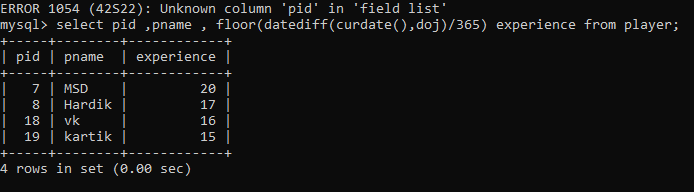 ERROR 1054 (42S22): Unknown column 'pid' in 'field list'
mysql> select pid ,pname , floor(datediff(curdate(),doj)/365) experience from player;
+-----+--------+------------+
| pid | pname  | experience |
+-----+--------+------------+
|   7 | MSD    |         20 |
|   8 | Hardik |         17 |
|  18 | vk     |         16 |
|  19 | kartik |         15 |
+-----+--------+------------+
4 rows in set (0.00 sec)